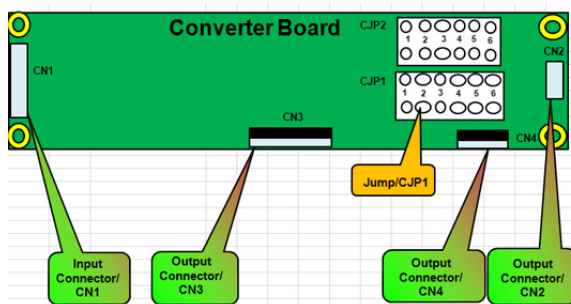 Converter Board
CJP2
1 2 3 4 5 6
CN1
CN2
CJP1
1 2 3 4 5 6
CN3
CN4
Jump/CJP1
Input
Connector/
CN1
Output
Connector/
CN3
Output
Connector/
CN4
Output
Connector/
CN2